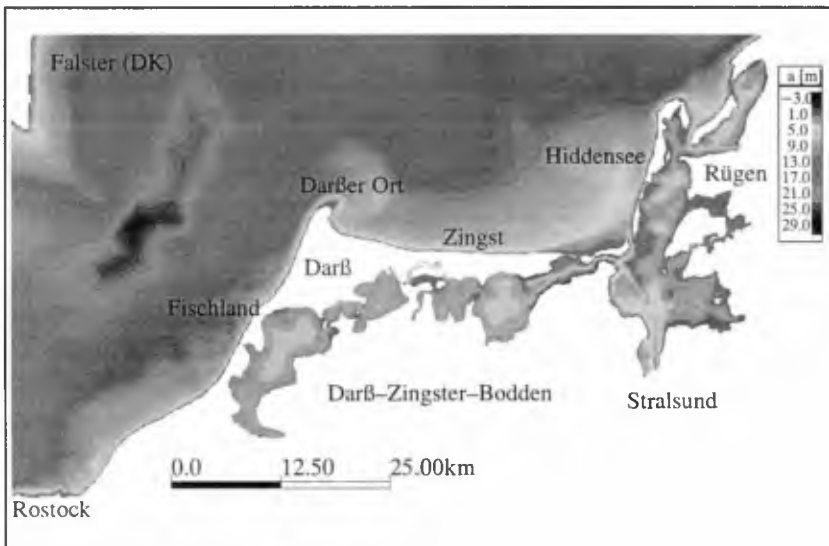 Falster (DK)
a [m]
−3.0
1.0
5.0
9.0
13.0
17.0
21.0
25.0
29.0
Hiddensee
Rügen
Darßer Ort
Zingst
Darß
Fischland
Darß–Zingster–Bodden
Stralsund
0.0 12.50 25.00km
Rostock